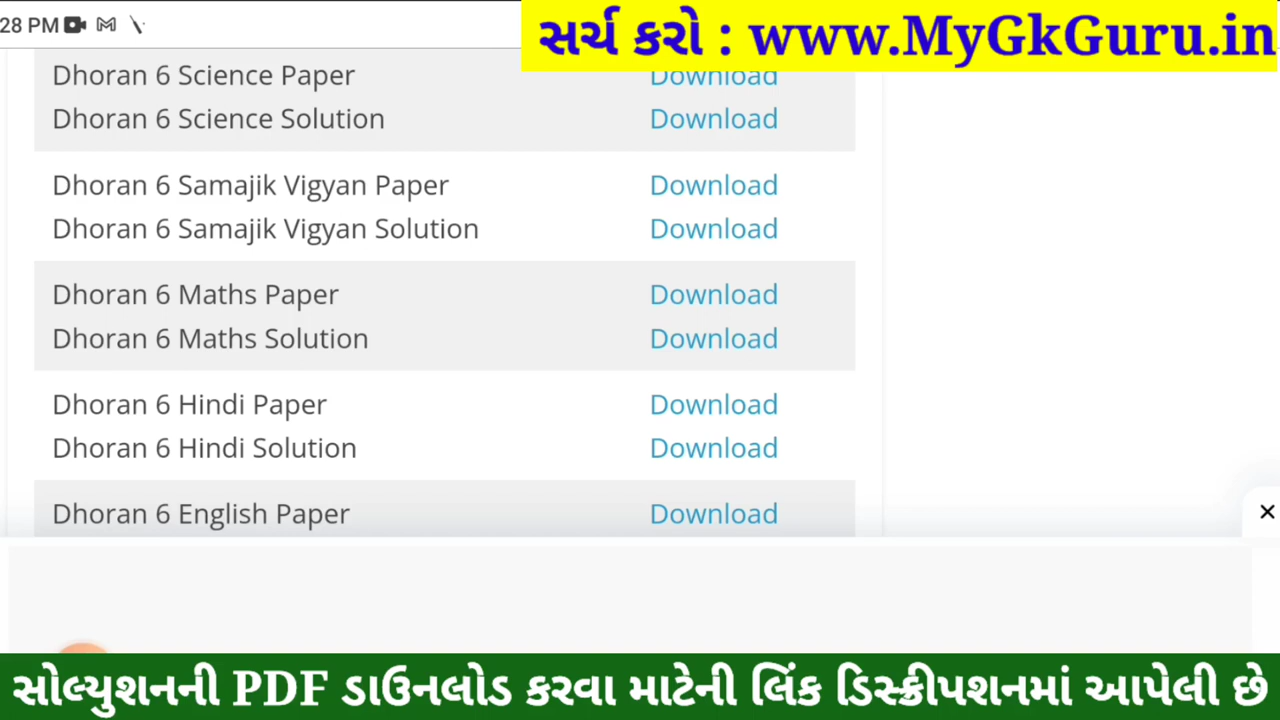 28 PM
સર્ચ કરો : www.MyGkGuru.in
Dhoran 6 Science Paper Download
Dhoran 6 Science Solution Download
Dhoran 6 Samajik Vigyan Paper Download
Dhoran 6 Samajik Vigyan Solution Download
Dhoran 6 Maths Paper Download
Dhoran 6 Maths Solution Download
Dhoran 6 Hindi Paper Download
Dhoran 6 Hindi Solution Download
Dhoran 6 English Paper Download
સોલ્યુશનની PDF ડાઉનલોડ કરવા માટેની લિંક ડિસ્ક્રીપશનમાં આપેલી છે